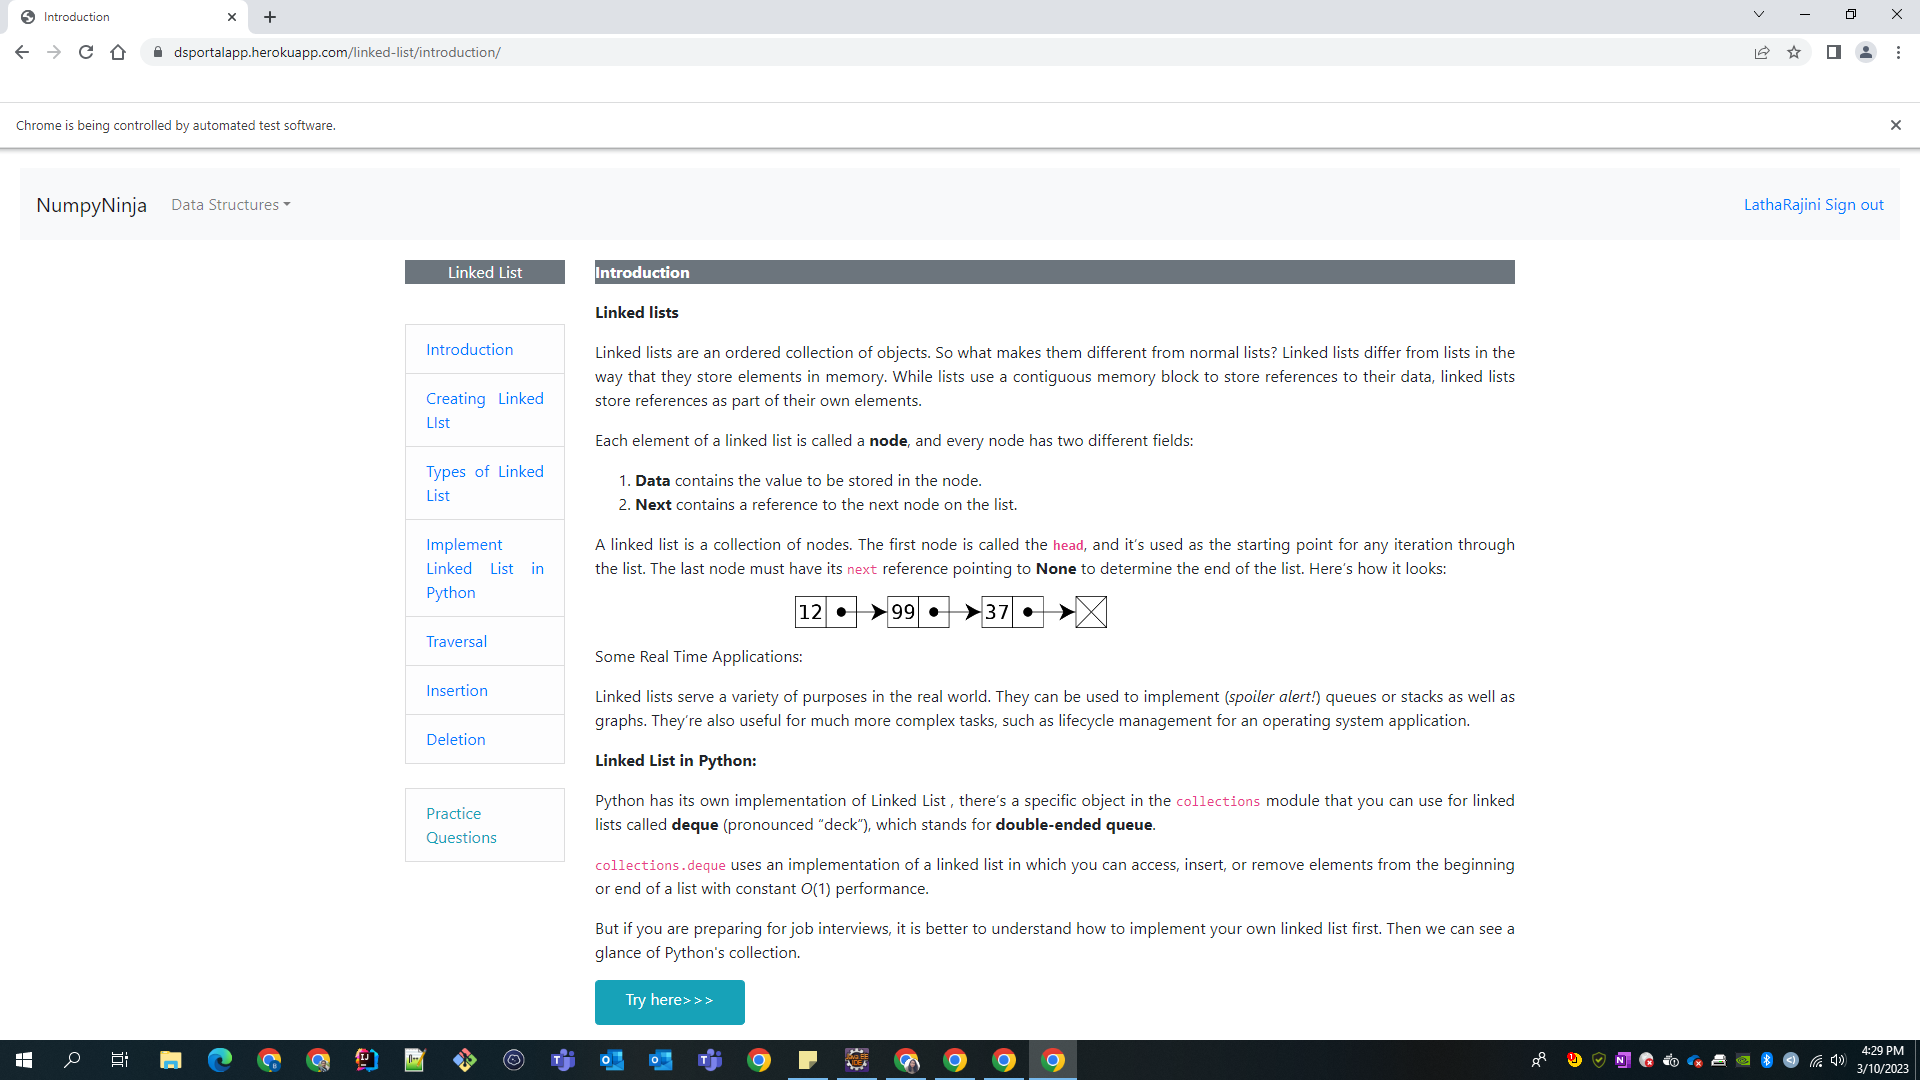 Introduction
dsportalapp.herokuapp.com/linked-list/introduction/
Chrome is being controlled by automated test software.
NumpyNinja Data Structures LathaRajini Sign out
Linked List
Introduction
Creating Linked
LIst
Types of Linked
List
Implement
Linked List in
Python
Traversal
Insertion
Deletion
Practice
Questions
Introduction
Linked lists
Linked lists are an ordered collection of objects. So what makes them different from normal lists? Linked lists differ from lists in the
way that they store elements in memory. While lists use a contiguous memory block to store references to their data, linked lists
store references as part of their own elements.
Each element of a linked list is called a node, and every node has two different fields:
1. Data contains the value to be stored in the node.
2. Next contains a reference to the next node on the list.
A linked list is a collection of nodes. The first node is called the head, and it’s used as the starting point for any iteration through
the list. The last node must have its next reference pointing to None to determine the end of the list. Here’s how it looks:
12 99 37
Some Real Time Applications:
Linked lists serve a variety of purposes in the real world. They can be used to implement (spoiler alert!) queues or stacks as well as
graphs. They’re also useful for much more complex tasks, such as lifecycle management for an operating system application.
Linked List in Python:
Python has its own implementation of Linked List , there’s a specific object in the collections module that you can use for linked
lists called deque (pronounced “deck”), which stands for double-ended queue.
collections.deque uses an implementation of a linked list in which you can access, insert, or remove elements from the beginning
or end of a list with constant O(1) performance.
But if you are preparing for job interviews, it is better to understand how to implement your own linked list first. Then we can see a
glance of Python's collection.
Try here>>>
4:29 PM
3/10/2023